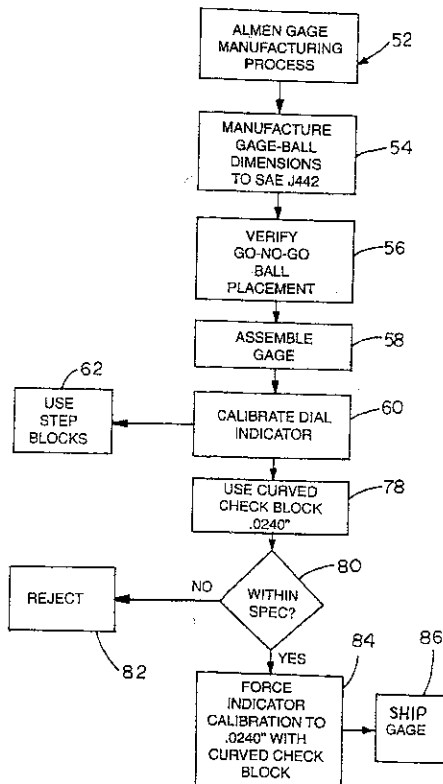 ALMEN GAGE
MANUFACTURING
PROCESS
52
MANUFACTURE
GAGE-BALL
DIMENSIONS
TO SAE J442
54
VERIFY
GO-NO-GO
BALL
PLACEMENT
56
ASSEMBLE
GAGE
58
62
USE
STEP
BLOCKS
CALIBRATE DIAL
INDICATOR
60
USE CURVED
CHECK BLOCK
.0240"
78
80
WITHIN
SPEC?
NO
REJECT
82
YES
84
FORCE
INDICATOR
CALIBRATION TO
.0240" WITH
CURVED CHECK
BLOCK
86
SHIP
GAGE